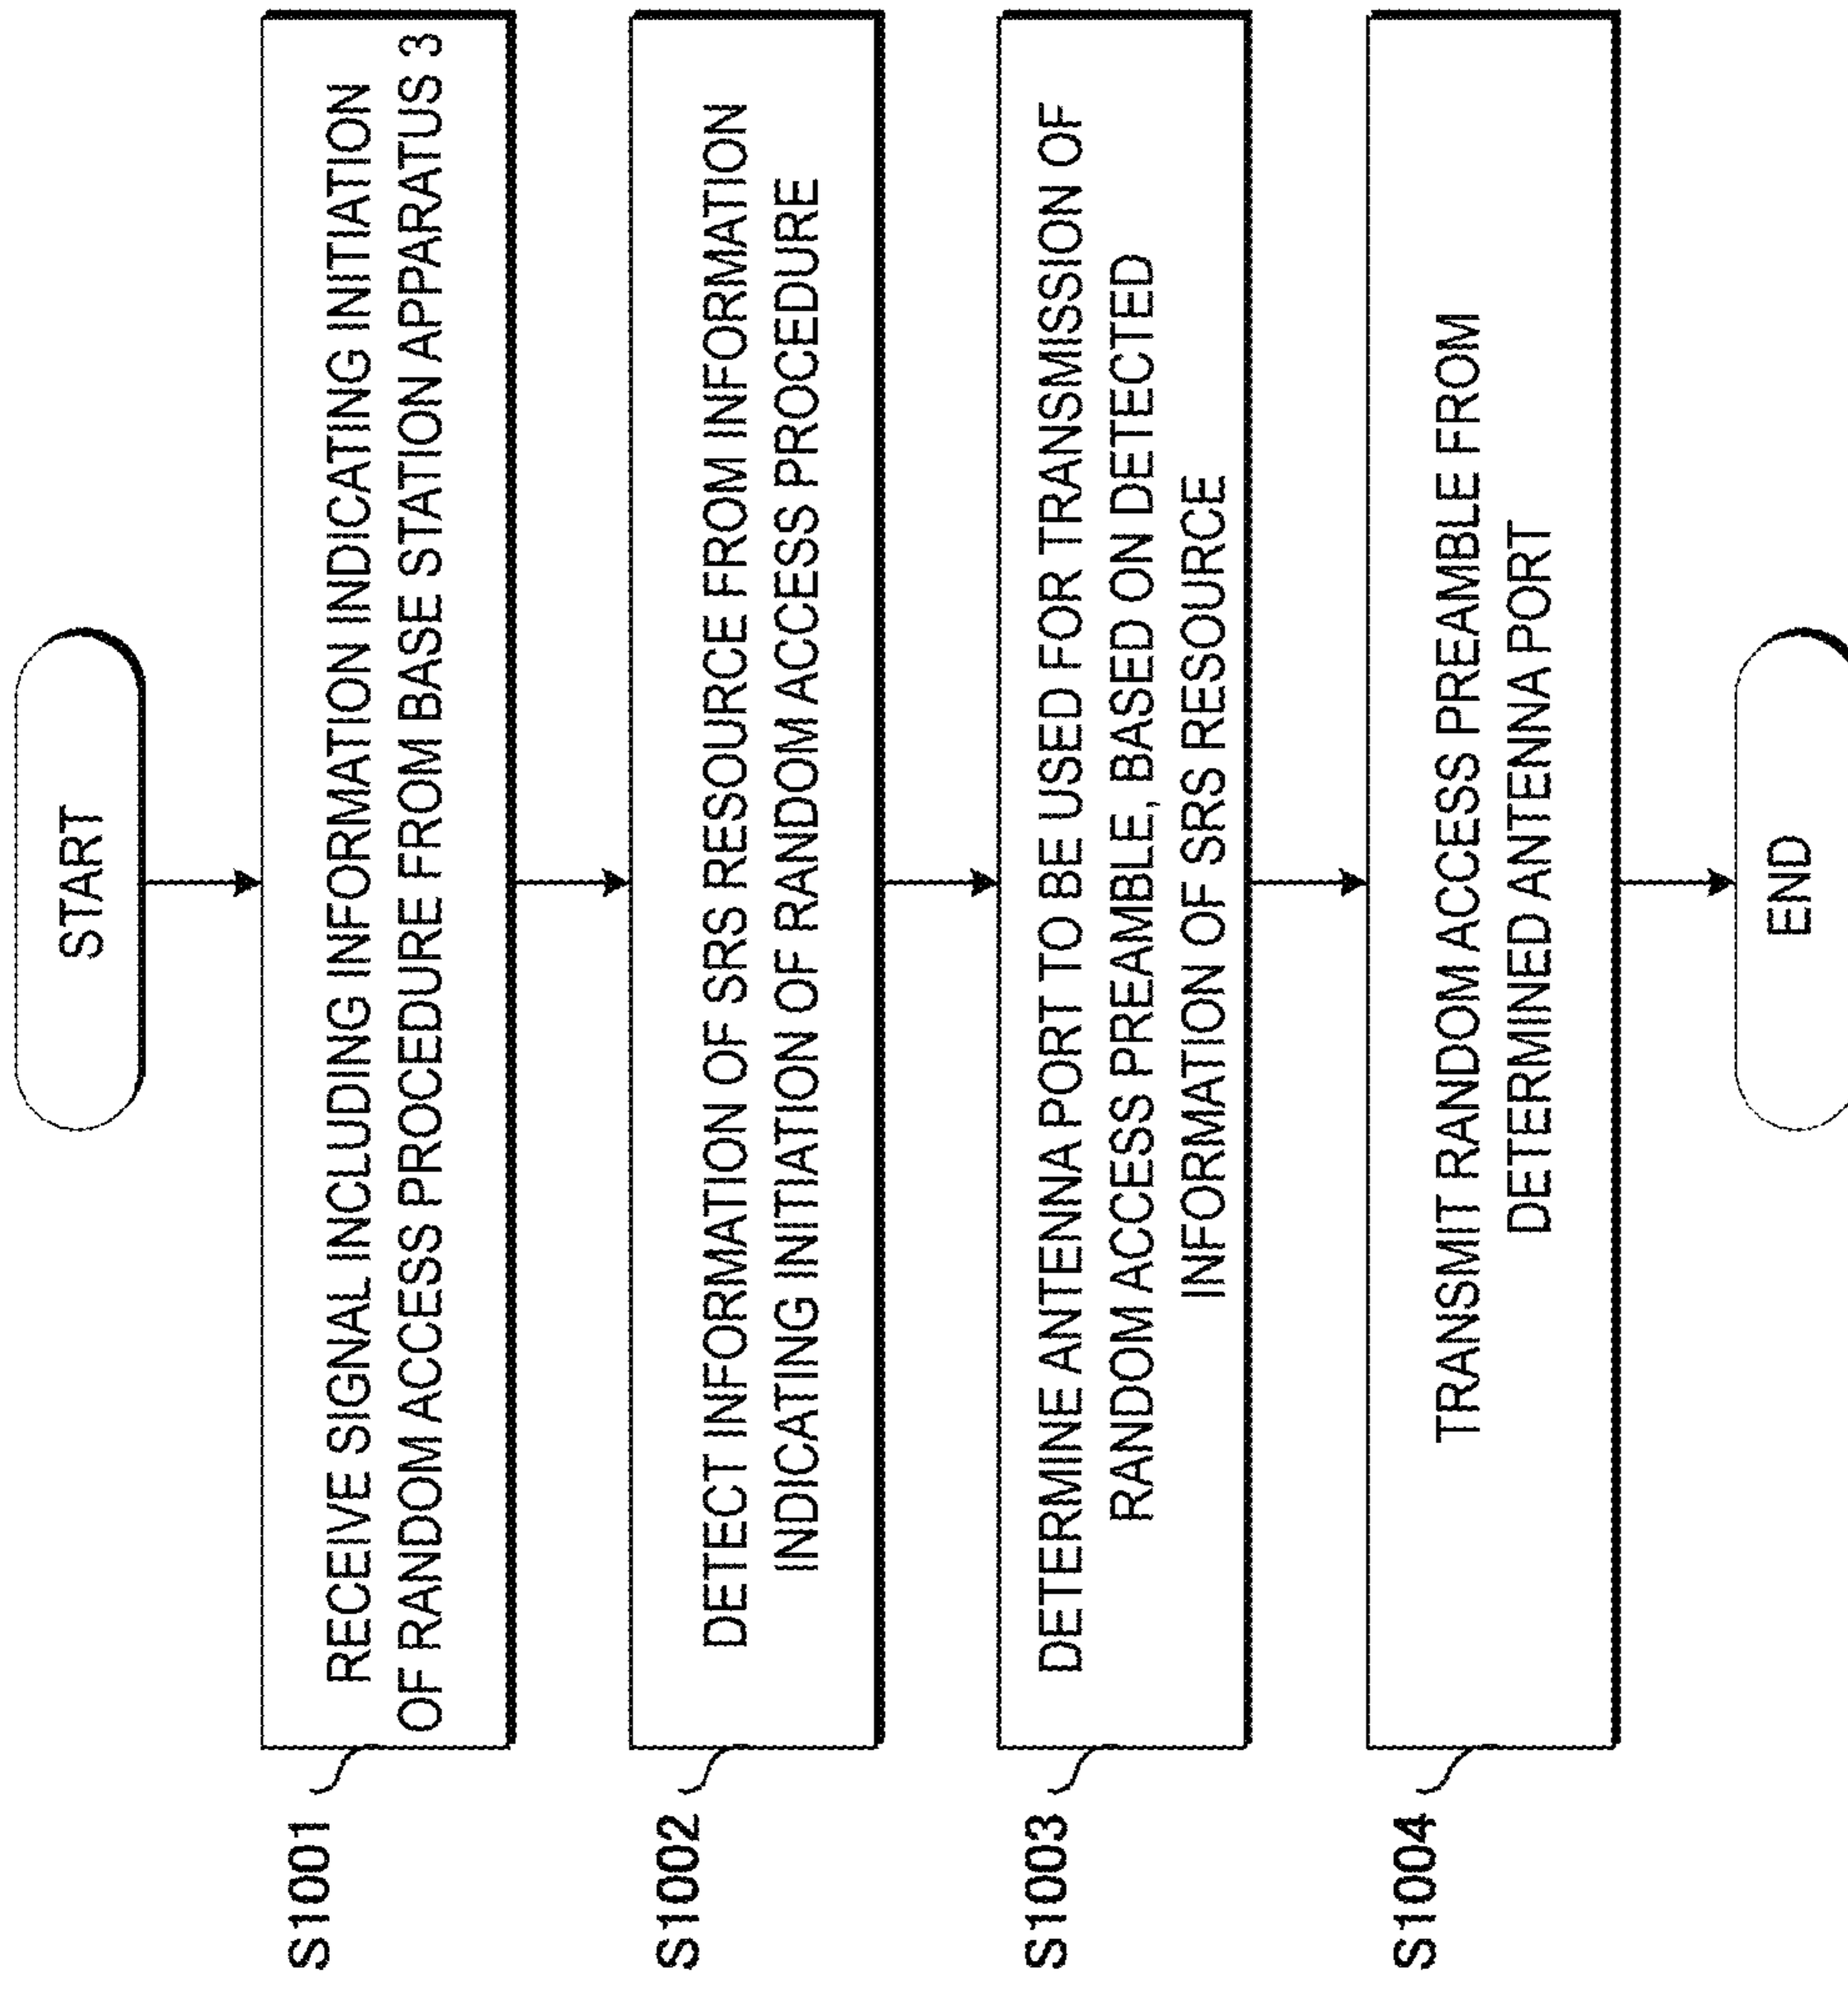 START
S1001
RECEIVE SIGNAL INCLUDING INFORMATION INDICATING INITIATION
OF RANDOM ACCESS PROCEDURE FROM BASE STATION APPARATUS 3
S1002
DETECT INFORMATION OF SRS RESOURCE FROM INFORMATION
INDICATING INITIATION OF RANDOM ACCESS PROCEDURE
S1003
DETERMINE ANTENNA PORT TO BE USED FOR TRANSMISSION OF
RANDOM ACCESS PREAMBLE, BASED ON DETECTED
INFORMATION OF SRS RESOURCE
S1004
TRANSMIT RANDOM ACCESS PREAMBLE FROM
DETERMINED ANTENNA PORT
END